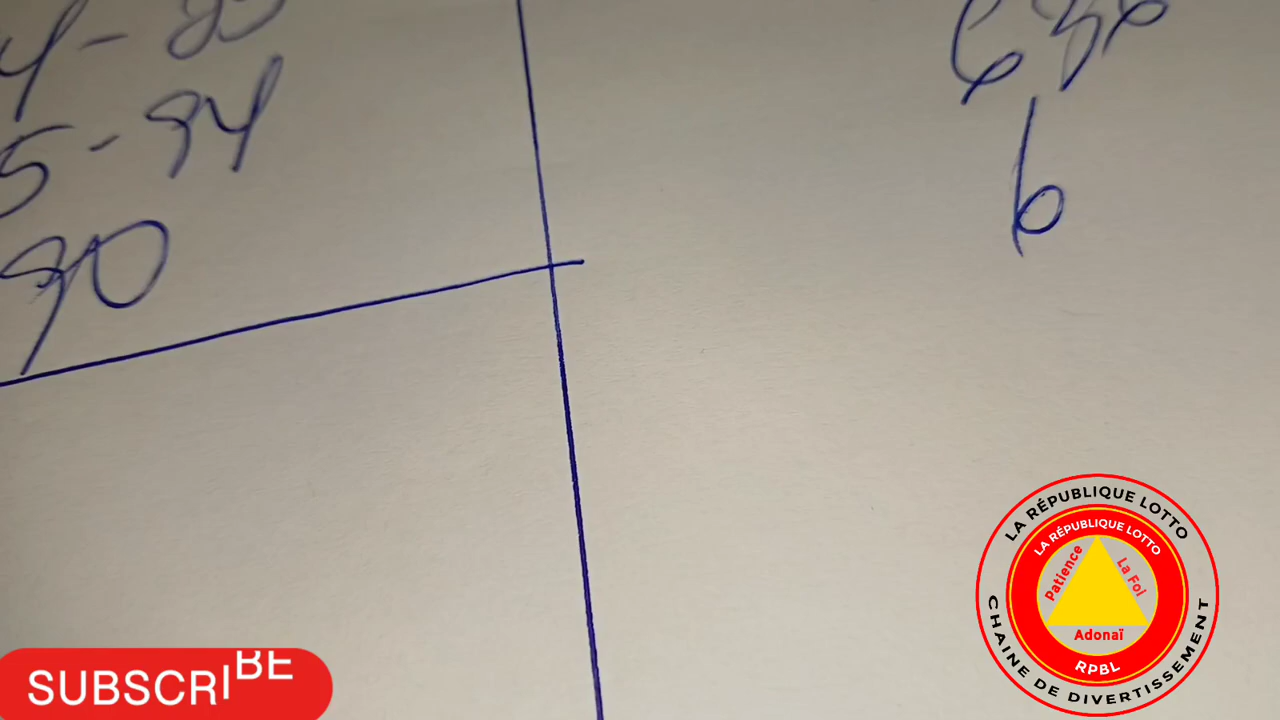 5 - 94
90
6
SUBSCRIBE
LA RÉPUBLIQUE LOTTO
LA RÉPUBLIQUE LOTTO
Patience
La Foi
Adonaï
RPBL
CHAINE DE DIVERTISSEMENT